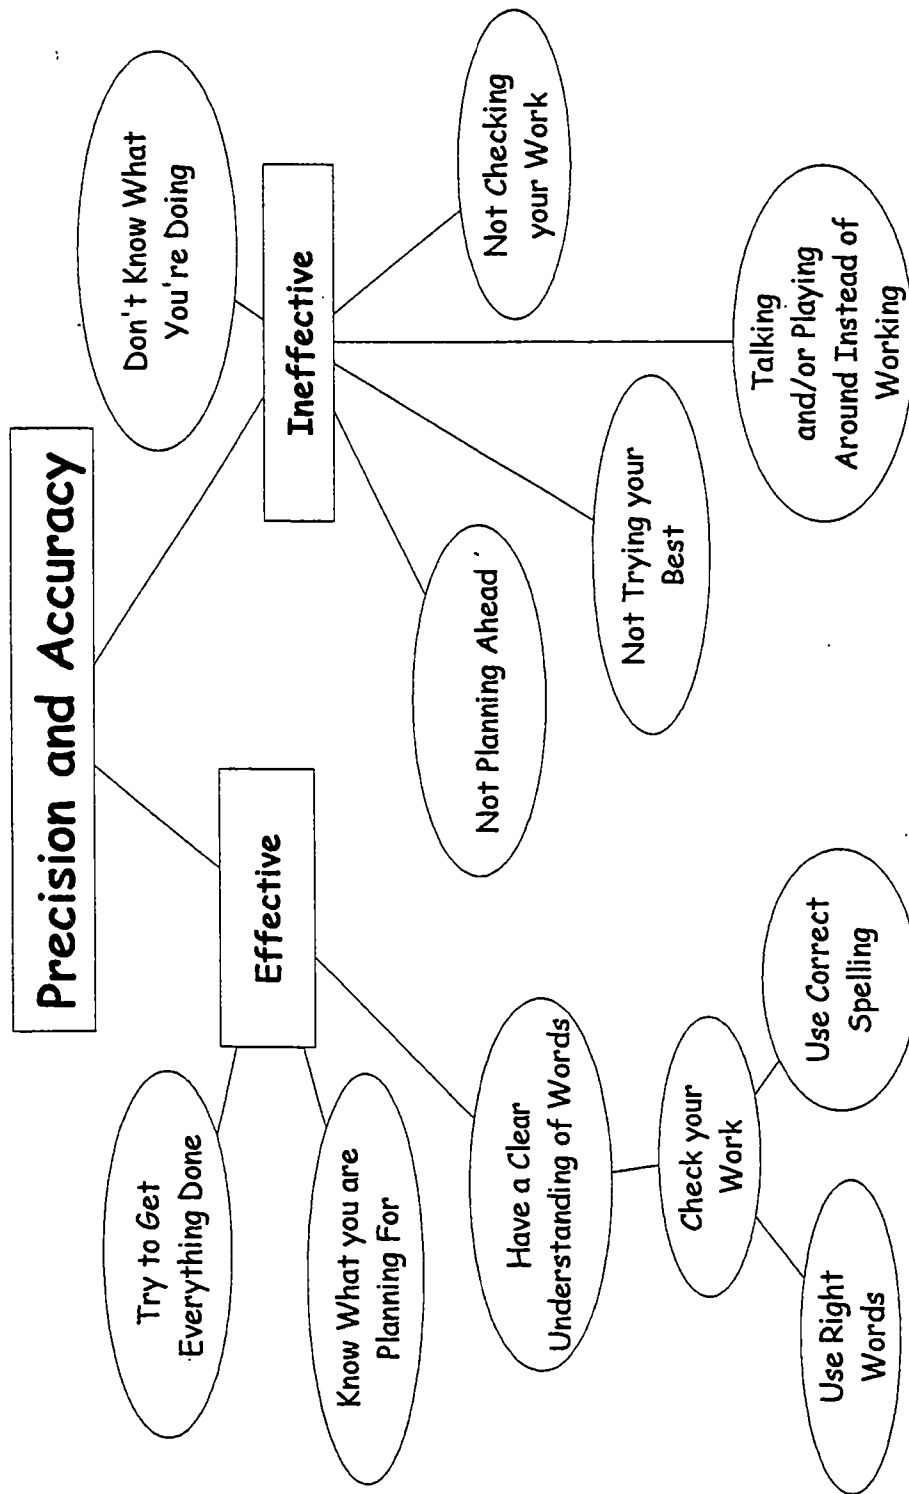 Precision and Accuracy
Effective
Ineffective
Try to Get
Everything Done
Know What you are
Planning For
Have a Clear
Understanding of Words
Check your
Work
Use Right
Words
Use Correct
Spelling
Don't Know What
You're Doing
Not Planning Ahead
Not Trying your
Best
Talking
and/or Playing
Around Instead of
Working
Not Checking
your Work